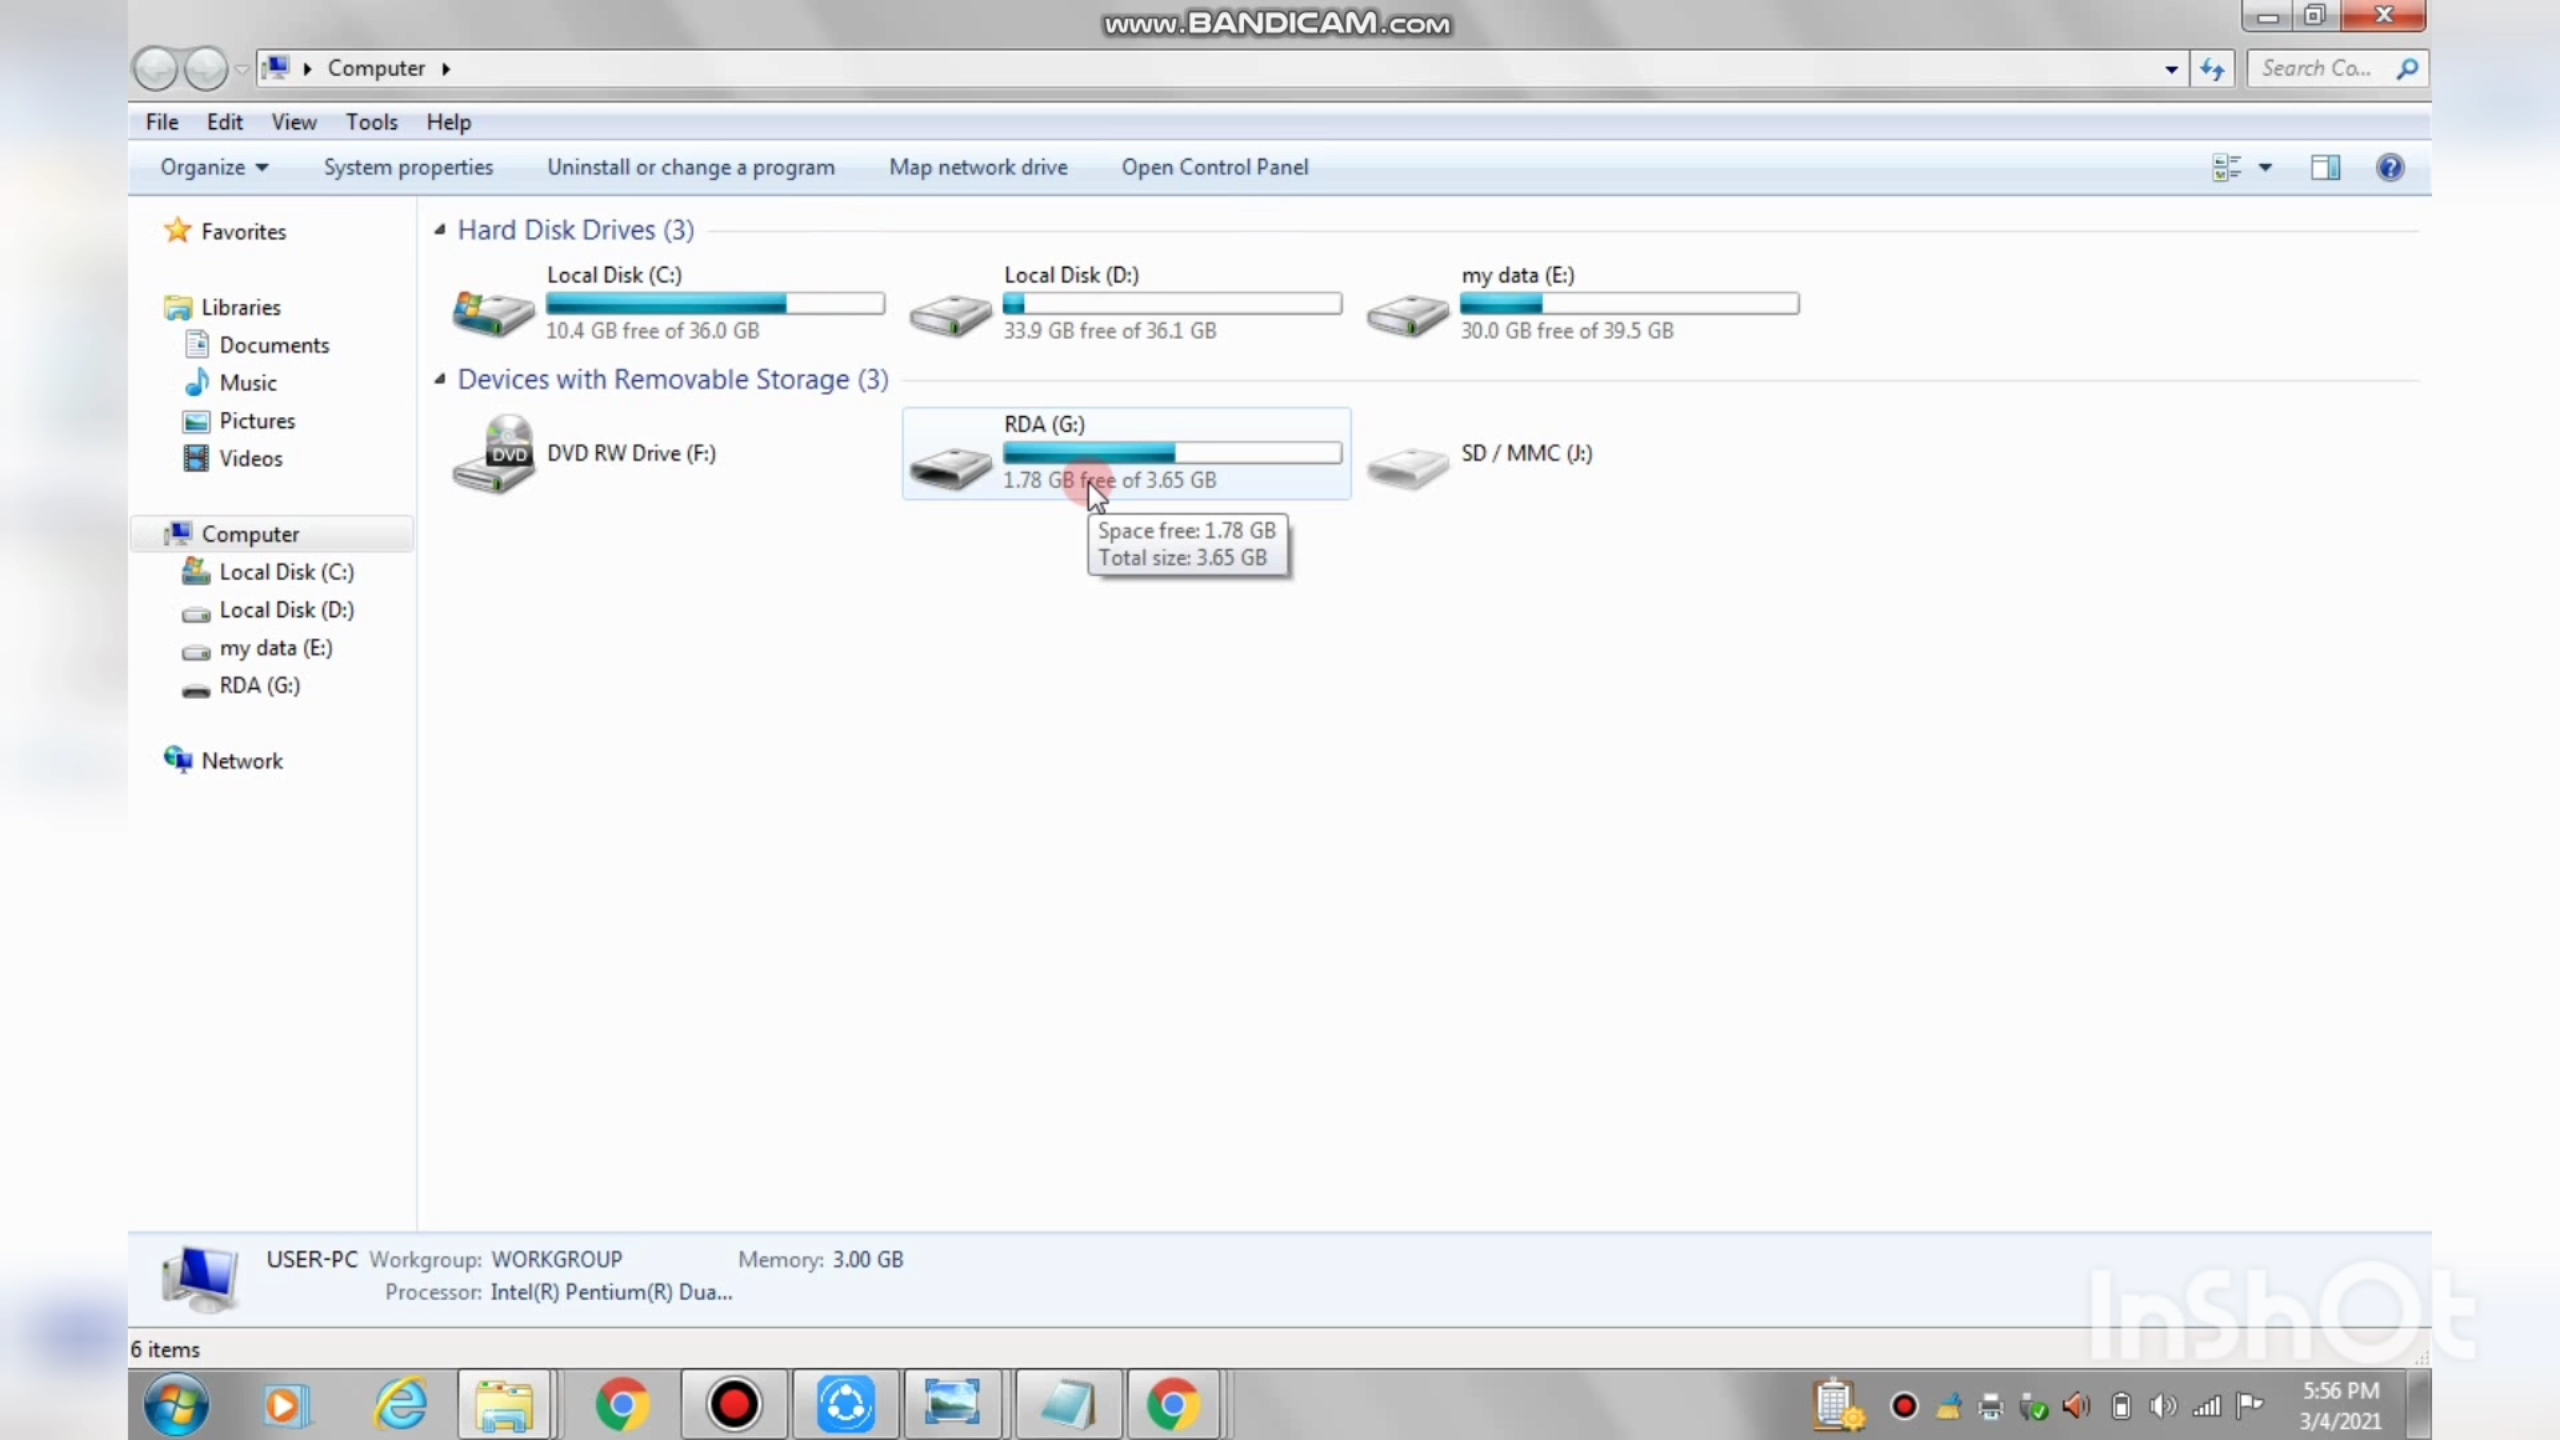 www.BANDICAM.com
Computer
Search Co...
File Edit View Tools Help
Organize System properties Uninstall or change a program Map network drive Open Control Panel
Favorites
Libraries
Documents
Music
Pictures
Videos
Computer
Local Disk (C:)
Local Disk (D:)
my data (E:)
RDA (G:)
Network
Hard Disk Drives (3)
Local Disk (C:)
10.4 GB free of 36.0 GB
Local Disk (D:)
33.9 GB free of 36.1 GB
my data (E:)
30.0 GB free of 39.5 GB
Devices with Removable Storage (3)
DVD
DVD RW Drive (F:)
RDA (G:)
1.78 GB free of 3.65 GB
SD / MMC (J:)
Space free: 1.78 GB
Total size: 3.65 GB
USER-PC Workgroup: WORKGROUP Memory: 3.00 GB
Processor: Intel(R) Pentium(R) Dua...
InShOt
6 items
5:56 PM
3/4/2021